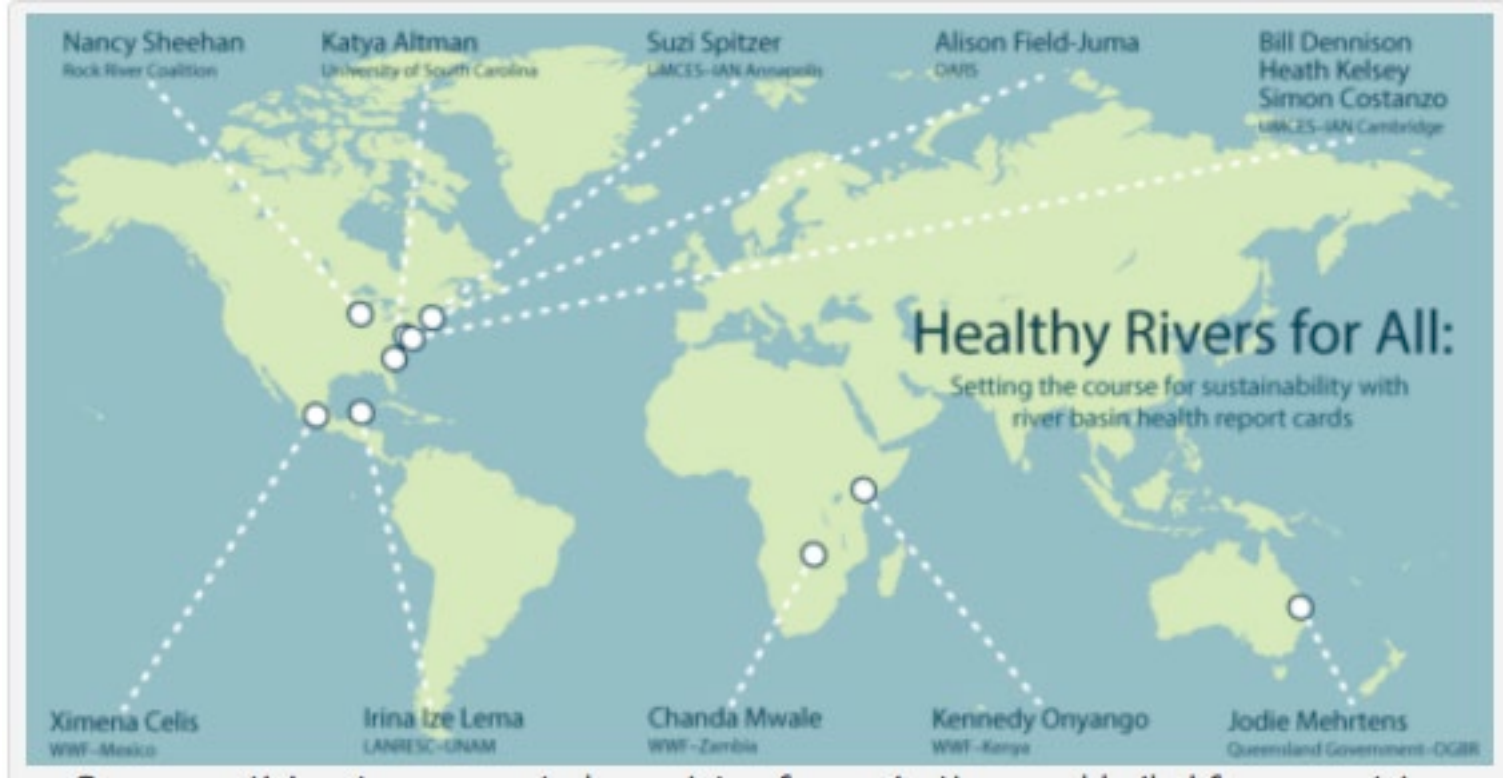 Nancy Sheehan
Rock River Coalition
Katya Altman
University of South Carolina
Suzi Spitzer
UMCES–IAN Annapolis
Alison Field-Juma
OARS
Bill Dennison
Heath Kelsey
Simon Costanzo
UMCES–IAN Cambridge
Healthy Rivers for All:
Setting the course for sustainability with
river basin health report cards
Ximena Celis
WWF–Mexico
Irina Ize Lema
LANRESC–UNAM
Chanda Mwale
WWF–Zambia
Kennedy Onyango
WWF–Kenya
Jodie Mehrtens
Queensland Government–OGBR